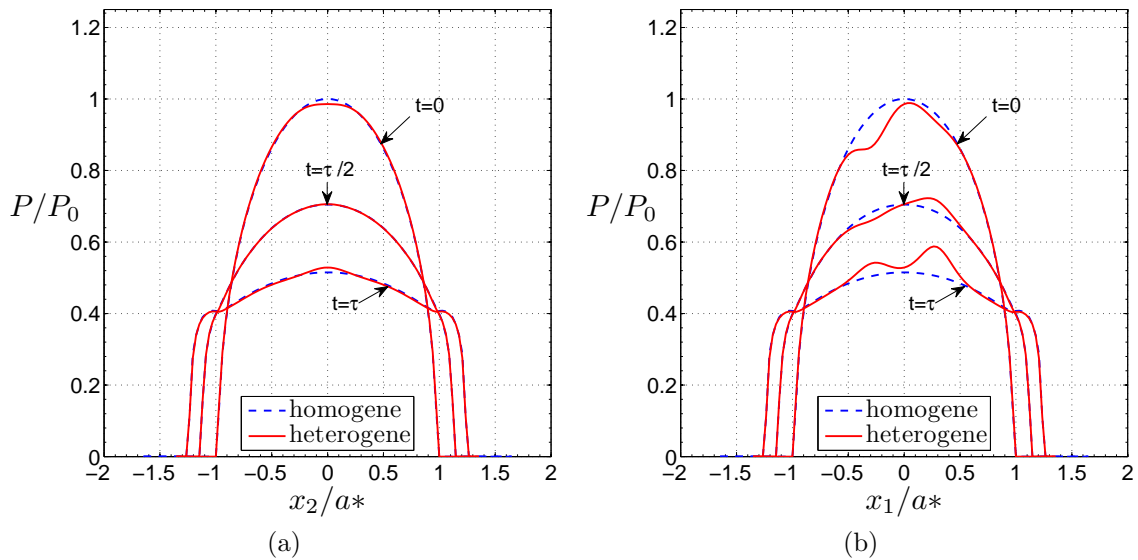 1.2
1
0.8
0.6
0.4
0.2
0
P/P₀
t=0
t=τ /2
t=τ
homogene
heterogene
−2 −1.5 −1 −0.5 0 0.5 1 1.5 2
x₂/a∗
(a)
1.2
1
0.8
0.6
0.4
0.2
0
P/P₀
t=0
t=τ /2
t=τ
homogene
heterogene
−2 −1.5 −1 −0.5 0 0.5 1 1.5 2
x₁/a∗
(b)